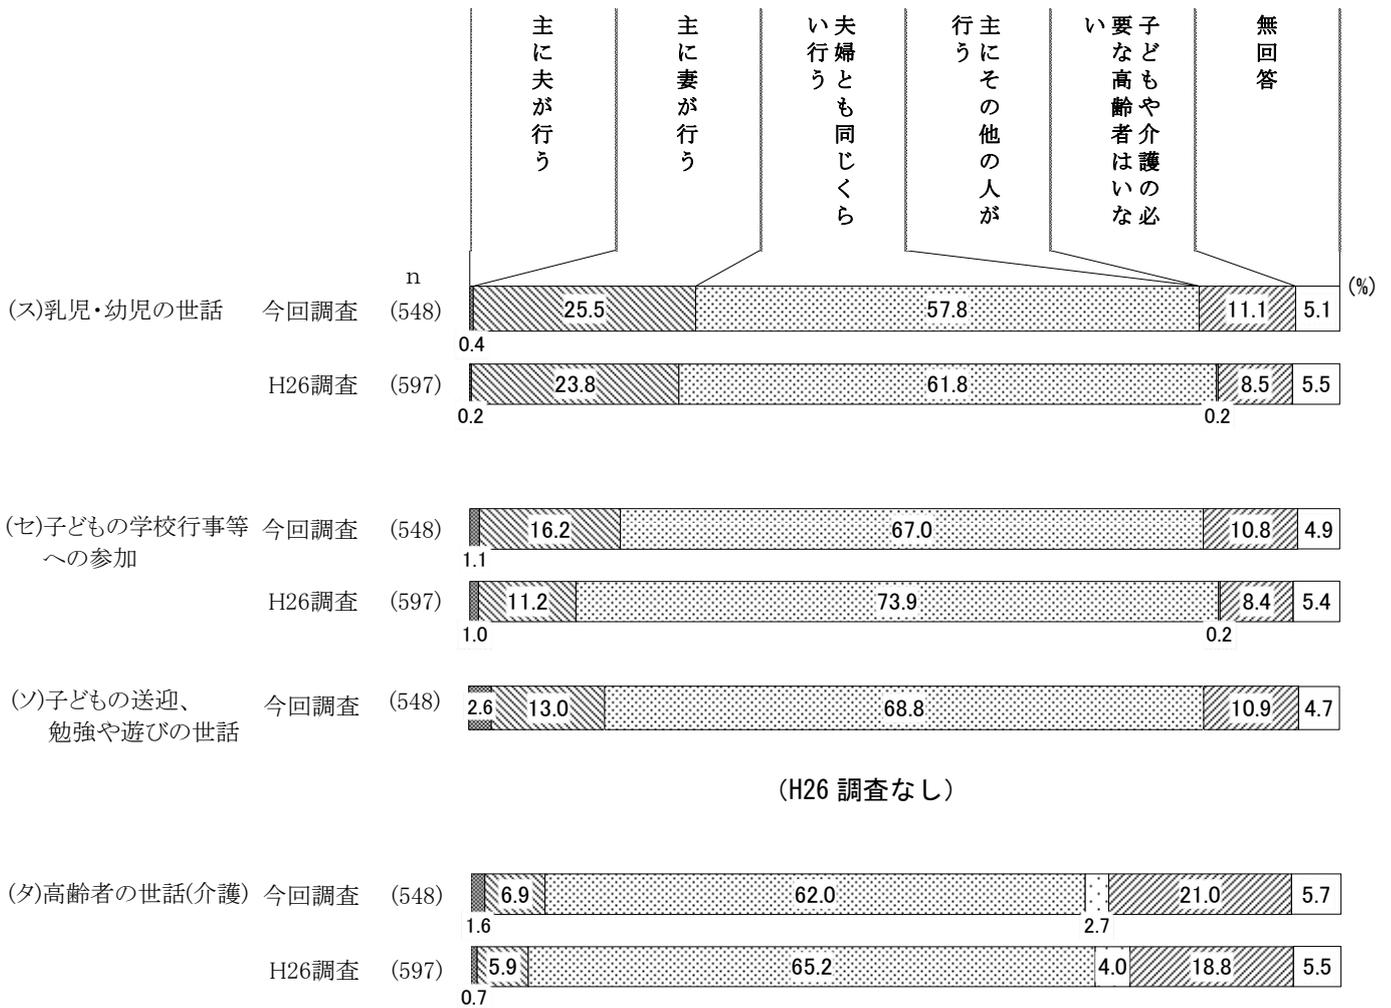 主に夫が行う
主に妻が行う
夫婦とも同じくら
い行う
主にその他の人が
行う
子どもや介護の必
要な高齢者はいな
い
無回答
n
(%)
(ス)乳児・幼児の世話 今回調査 (548) 25.5 57.8 11.1 5.1
0.4
H26調査 (597) 23.8 61.8 8.5 5.5
0.2 0.2
(セ)子どもの学校行事等 今回調査 (548) 16.2 67.0 10.8 4.9
への参加
1.1
H26調査 (597) 11.2 73.9 8.4 5.4
1.0 0.2
(ソ)子どもの送迎、 今回調査 (548) 2.6 13.0 68.8 10.9 4.7
勉強や遊びの世話
(H26 調査なし)
(タ)高齢者の世話(介護) 今回調査 (548) 6.9 62.0 21.0 5.7
1.6 2.7
H26調査 (597) 5.9 65.2 4.0 18.8 5.5
0.7